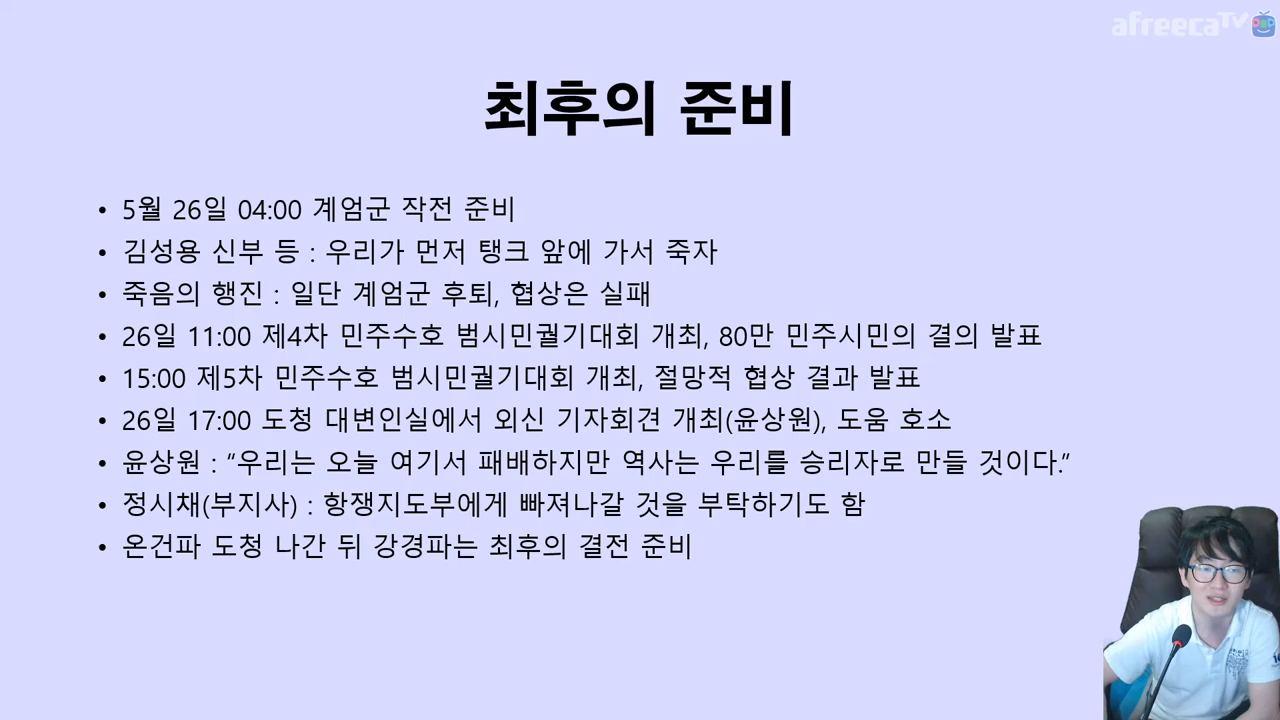 afreecaTV
최후의 준비
• 5월 26일 04:00 계엄군 작전 준비
• 김성용 신부 등 : 우리가 먼저 탱크 앞에 가서 죽자
• 죽음의 행진 : 일단 계엄군 후퇴, 협상은 실패
• 26일 11:00 제4차 민주수호 범시민궐기대회 개최, 80만 민주시민의 결의 발표
• 15:00 제5차 민주수호 범시민궐기대회 개최, 절망적 협상 결과 발표
• 26일 17:00 도청 대변인실에서 외신 기자회견 개최(윤상원), 도움 호소
• 윤상원 : “우리는 오늘 여기서 패배하지만 역사는 우리를 승리자로 만들 것이다.”
• 정시채(부지사) : 항쟁지도부에게 빠져나갈 것을 부탁하기도 함
• 온건파 도청 나간 뒤 강경파는 최후의 결전 준비